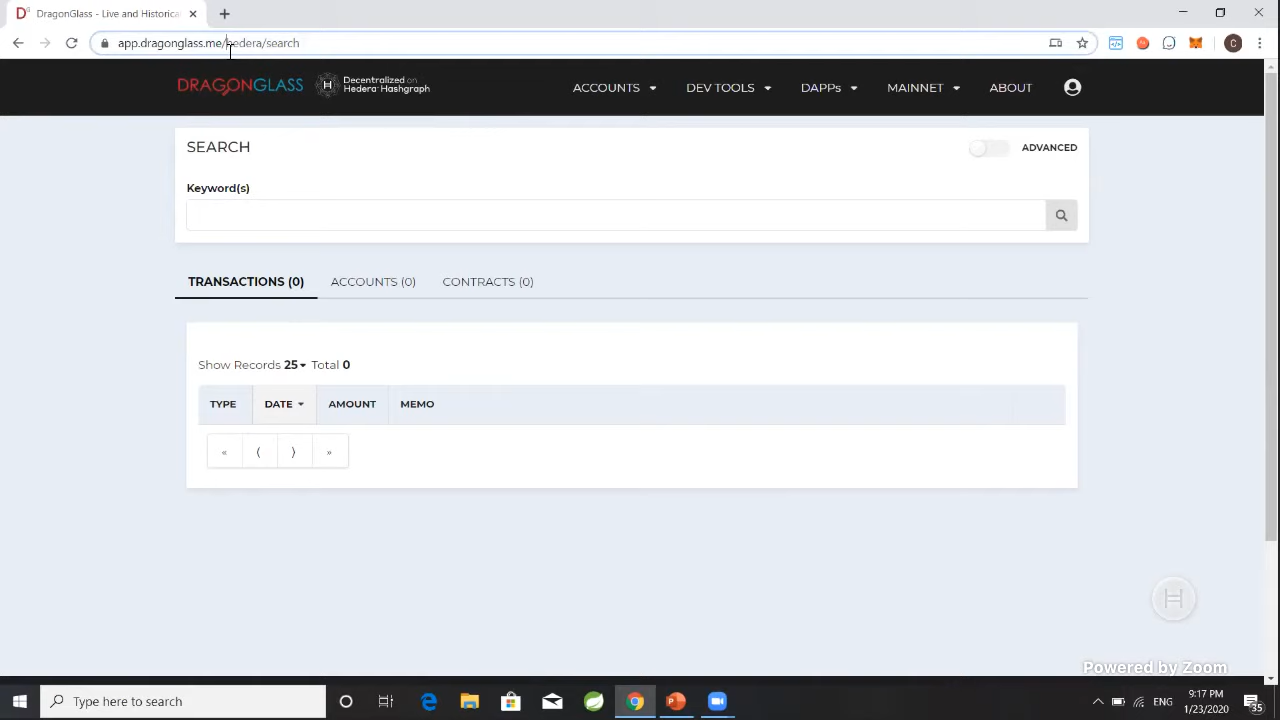 DragonGlass - Live and Historical
app.dragonglass.me/hedera/search
DRAGONGLASS
Decentralized on
Hedera Hashgraph
ACCOUNTS
DEV TOOLS
DAPPs
MAINNET
ABOUT
SEARCH
ADVANCED
Keyword(s)
TRANSACTIONS (0)
ACCOUNTS (0)
CONTRACTS (0)
Show Records 25 Total 0
TYPE DATE AMOUNT MEMO
« ( ) »
Powered by Zoom
Type here to search
ENG
9:17 PM
1/23/2020
35